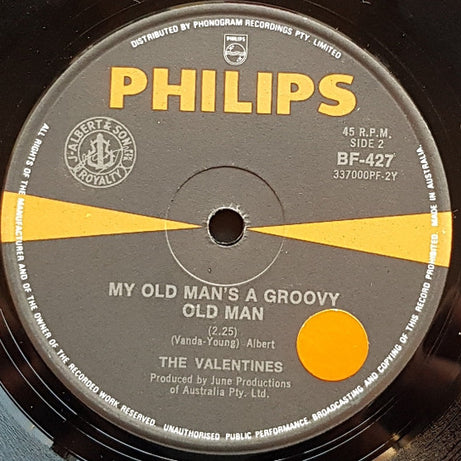 DISTRIBUTED BY PHONOGRAM RECORDINGS PTY. LIMITED
PHILIPS
PHILIPS
J. ALBERT & SON PTY. LTD.
ROYALTY
45 R.P.M.
SIDE 2
BF-427
337000PF-2Y
MY OLD MAN'S A GROOVY
OLD MAN
(2.25)
(Vanda-Young) Albert
THE VALENTINES
Produced by June Productions
of Australia Pty. Ltd.
ALL RIGHTS OF THE MANUFACTURER AND OF THE OWNER OF THE RECORDED WORK RESERVED. UNAUTHORISED PUBLIC PERFORMANCE, BROADCASTING AND COPYING OF THIS RECORD PROHIBITED. MADE IN AUSTRALIA